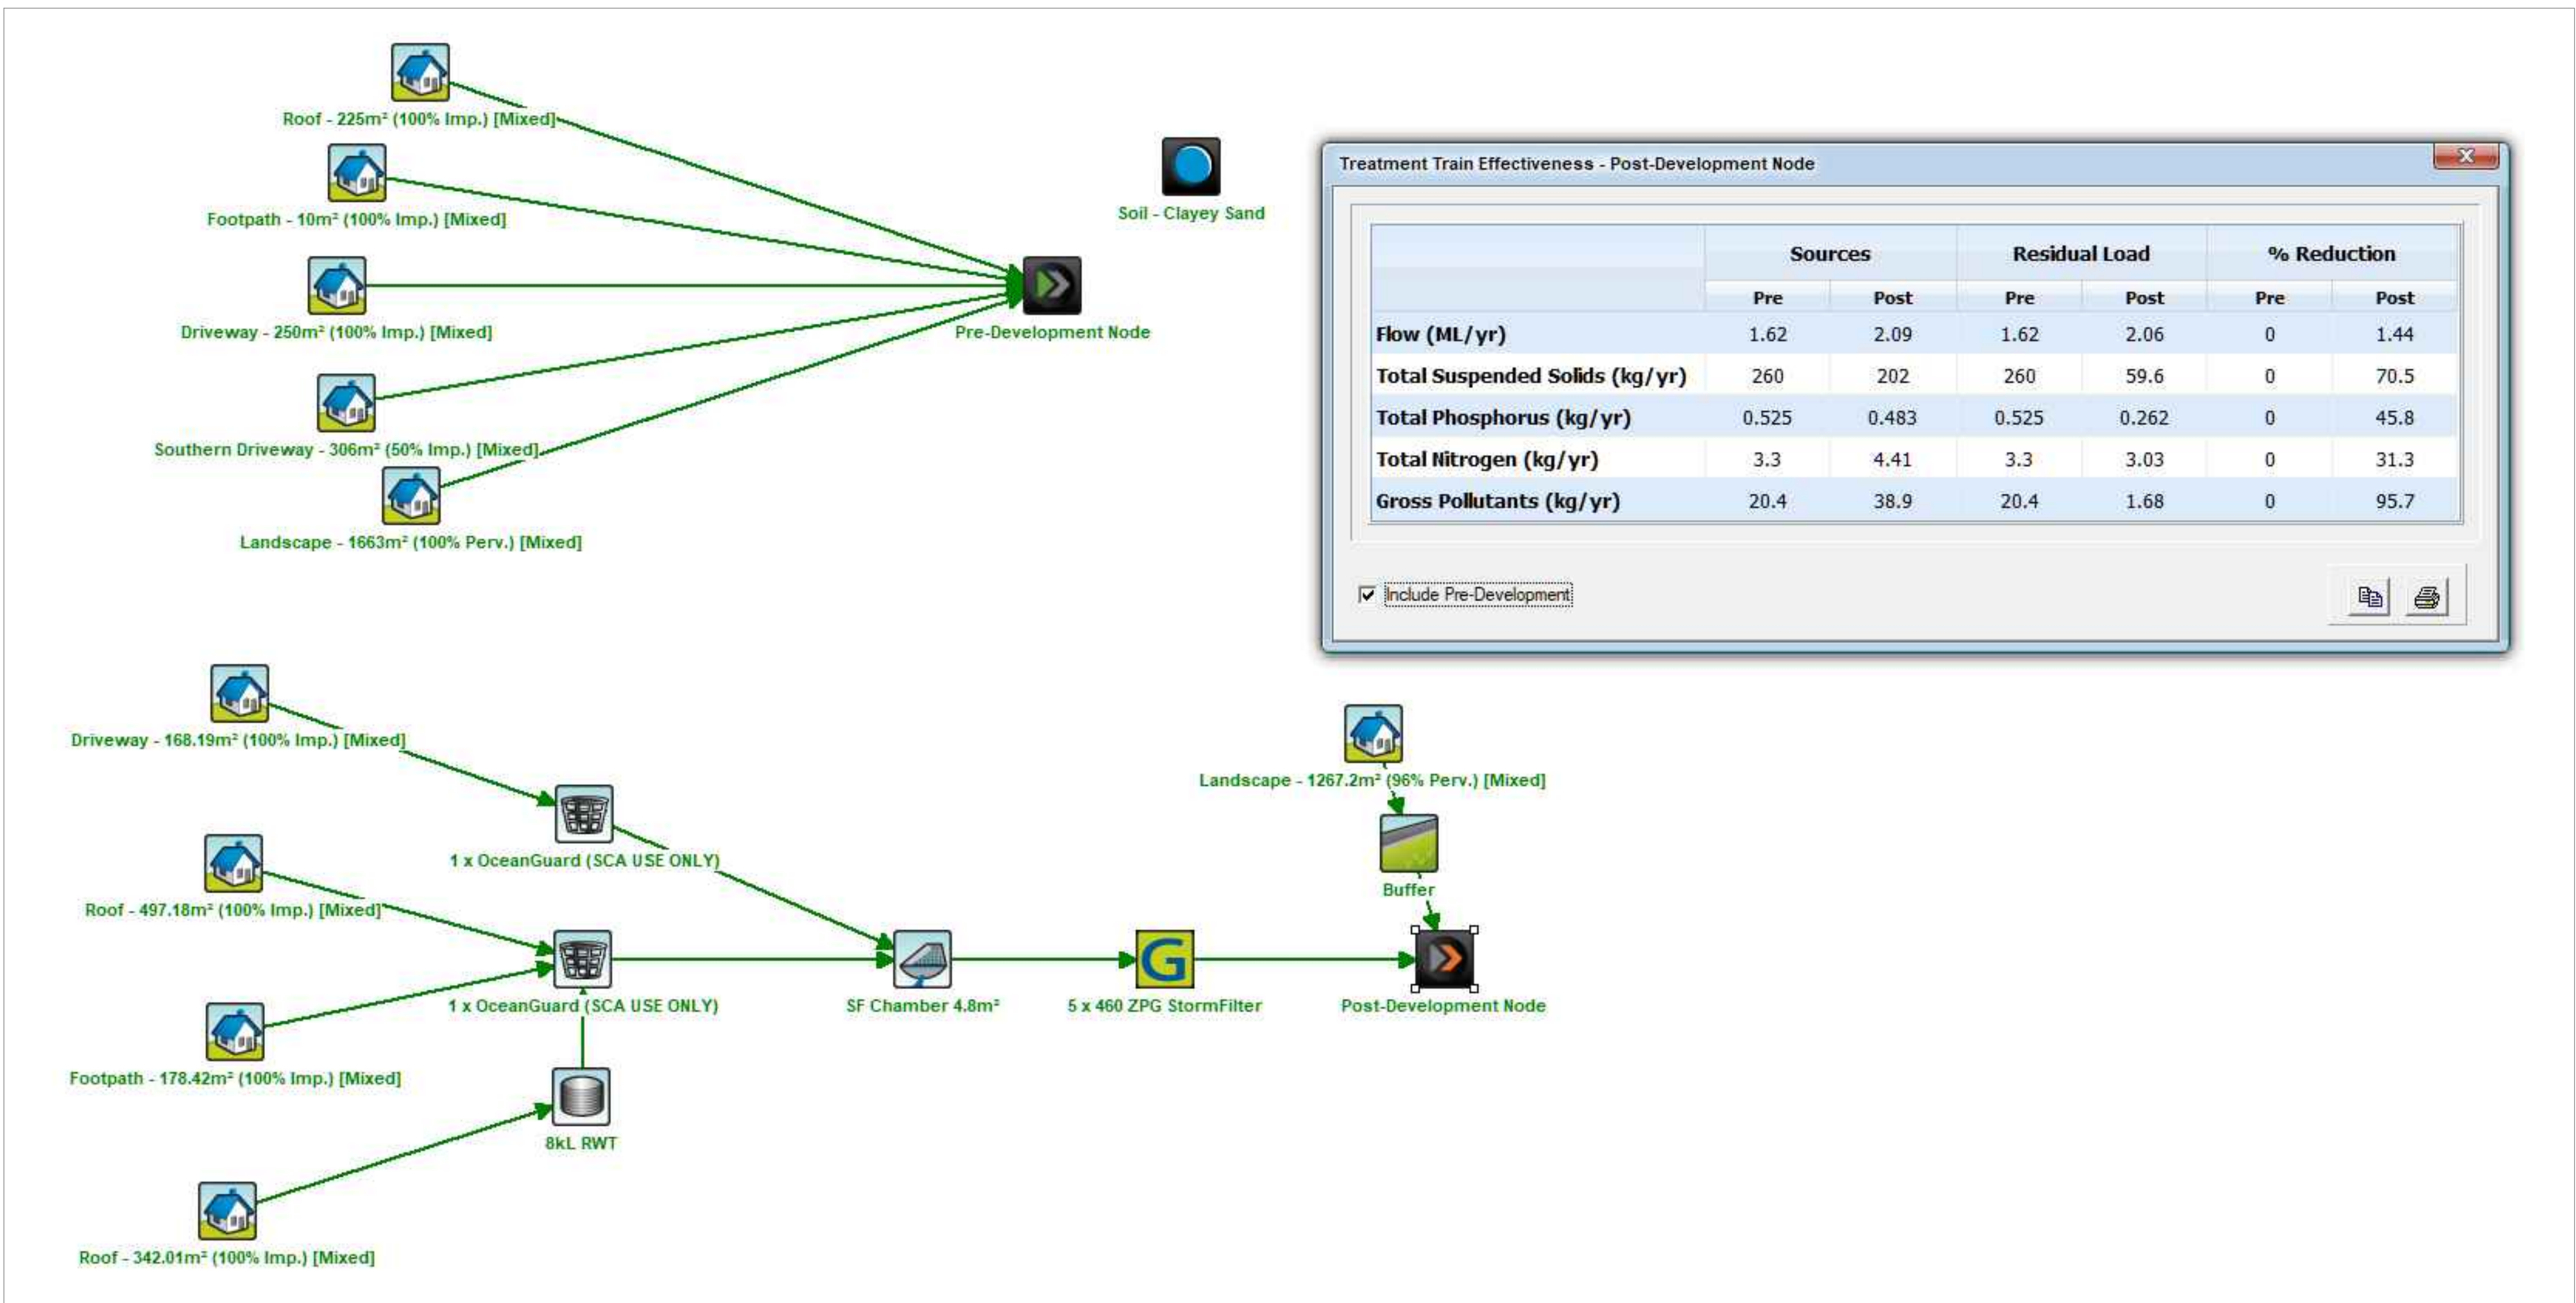 Roof - 225m² (100% Imp.) [Mixed]
Footpath - 10m² (100% Imp.) [Mixed]
Driveway - 250m² (100% Imp.) [Mixed]
Southern Driveway - 306m² (50% Imp.) [Mixed]
Landscape - 1663m² (100% Perv.) [Mixed]
Pre-Development Node
Soil - Clayey Sand
Treatment Train Effectiveness - Post-Development Node
Sources Residual Load % Reduction
Pre Post Pre Post Pre Post
Flow (ML/yr) 1.62 2.09 1.62 2.06 0 1.44
Total Suspended Solids (kg/yr) 260 202 260 59.6 0 70.5
Total Phosphorus (kg/yr) 0.525 0.483 0.525 0.262 0 45.8
Total Nitrogen (kg/yr) 3.3 4.41 3.3 3.03 0 31.3
Gross Pollutants (kg/yr) 20.4 38.9 20.4 1.68 0 95.7
Include Pre-Development
Driveway - 168.19m² (100% Imp.) [Mixed]
1 x OceanGuard (SCA USE ONLY)
Roof - 497.18m² (100% Imp.) [Mixed]
1 x OceanGuard (SCA USE ONLY)
Footpath - 178.42m² (100% Imp.) [Mixed]
8kL RWT
Roof - 342.01m² (100% Imp.) [Mixed]
SF Chamber 4.8m²
G
5 x 460 ZPG StormFilter
Landscape - 1267.2m² (96% Perv.) [Mixed]
Buffer
Post-Development Node